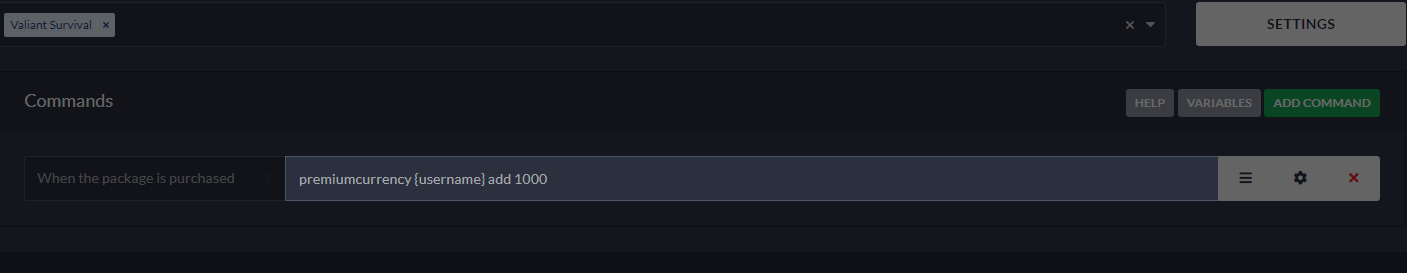 Valiant Survival ×
SETTINGS
Commands
HELP VARIABLES ADD COMMAND
When the package is purchased premiumcurrency {username} add 1000